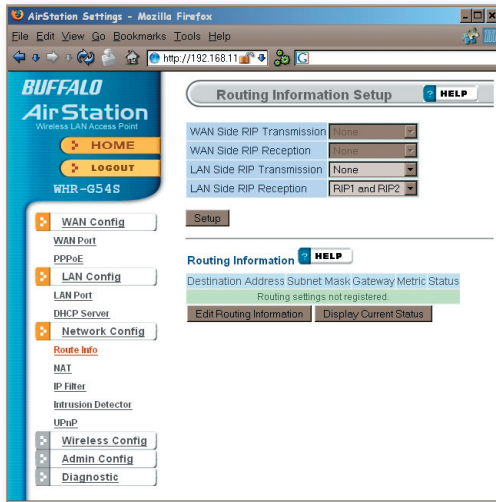 AirStation Settings - Mozilla Firefox
File Edit View Go Bookmarks Tools Help
http://192.168.11
G
BUFFALO
AirStation
Wireless LAN Access Point
HOME
LOGOUT
WHR-G54S
WAN Config
WAN Port
PPPoE
LAN Config
LAN Port
DHCP Server
Network Config
Route Info
NAT
IP Filter
Intrusion Detector
UPnP
Wireless Config
Admin Config
Diagnostic
Routing Information Setup ? HELP
WAN Side RIP Transmission None
WAN Side RIP Reception None
LAN Side RIP Transmission None
LAN Side RIP Reception RIP1 and RIP2
Setup
Routing Information ? HELP
Destination Address Subnet Mask Gateway Metric Status
Routing settings not registered.
Edit Routing Information Display Current Status